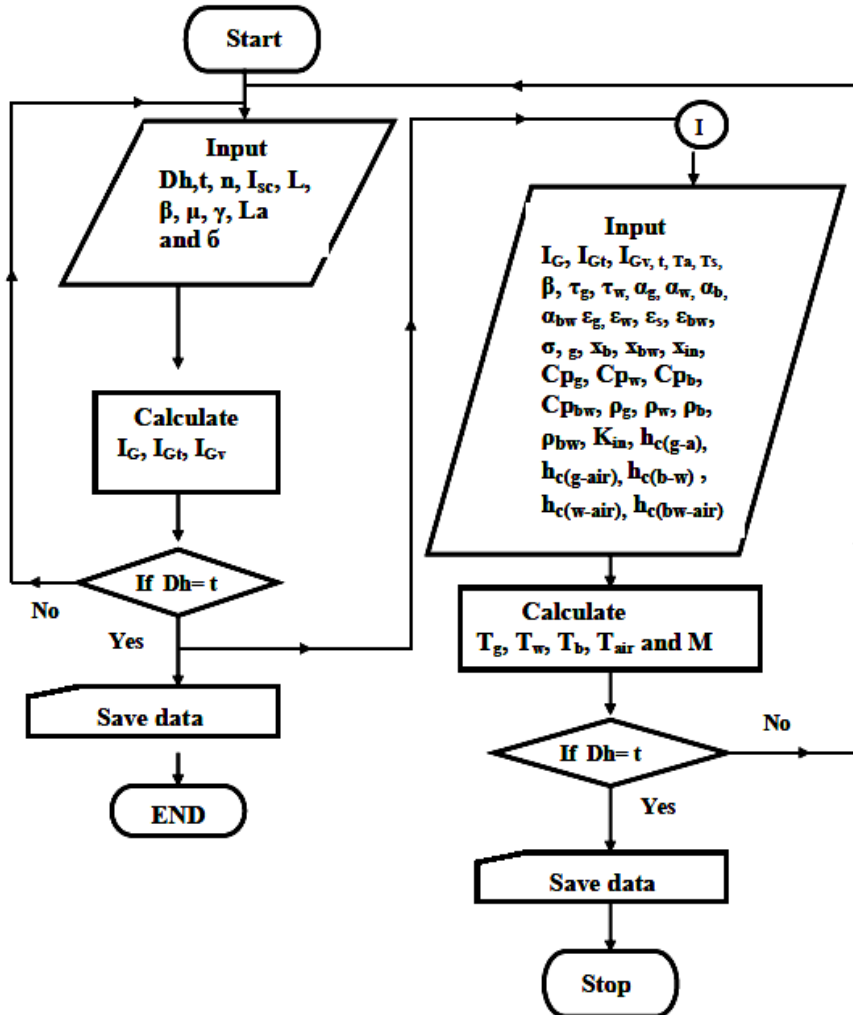 Start
Input
Dh,t, n, I_sc, L,
β, μ, γ, La
and б
Calculate
I_G, I_Gt, I_Gv
If Dh= t
No
Yes
Save data
END
I
Input
I_G, I_Gt, I_Gv, t, Ta, Ts,
β, τ_g, τ_w, α_g, α_w, α_b,
α_bw ε_g, ε_w, ε_s, ε_bw,
σ, g, x_b, x_bw, x_in,
Cp_g, Cp_w, Cp_b,
Cp_bw, ρ_g, ρ_w, ρ_b,
ρ_bw, K_in, h_c(g-a),
h_c(g-air), h_c(b-w) ,
h_c(w-air), h_c(bw-air)
Calculate
T_g, T_w, T_b, T_air and M
If Dh= t
No
Yes
Save data
Stop